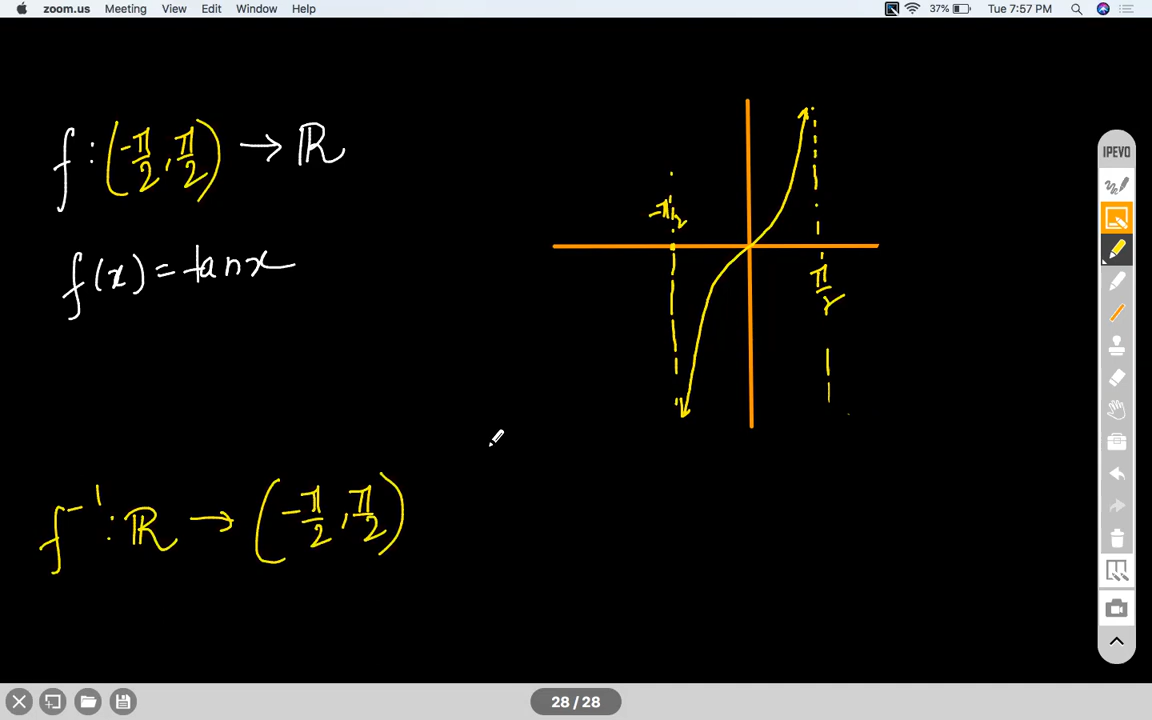 zoom.us Meeting View Edit Window Help 37% Tue 7:57 PM
f : (-π/2, π/2) → ℝ
f(x) = tan x
-π/2
π/2
f⁻¹ : ℝ → (-π/2, π/2)
IPEVO
28 / 28